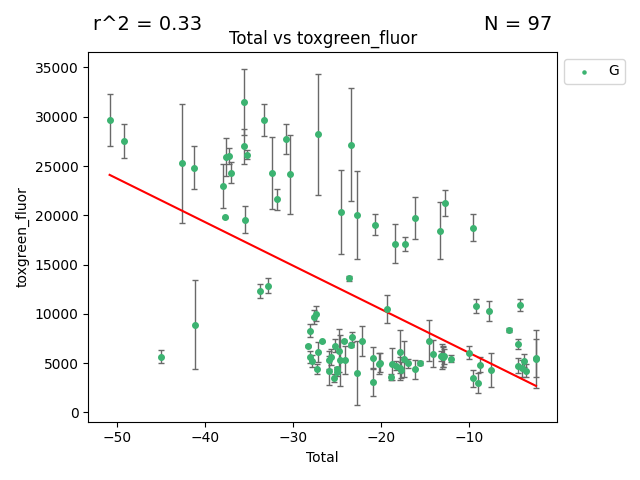 r^2 = 0.33
N = 97
Total vs toxgreen_fluor
G
toxgreen_fluor
35000
30000
25000
20000
15000
10000
5000
0
−50
−40
−30
−20
−10
Total